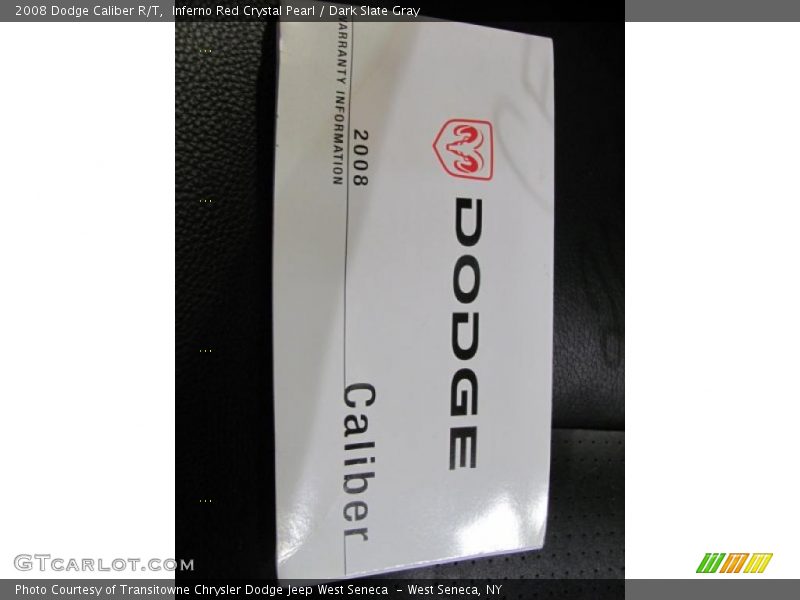 2008 Dodge Caliber R/T, Inferno Red Crystal Pearl / Dark Slate Gray
DODGE
2008 Caliber
WARRANTY INFORMATION
GTCARLOT.COM
Photo Courtesy of Transitowne Chrysler Dodge Jeep West Seneca - West Seneca, NY